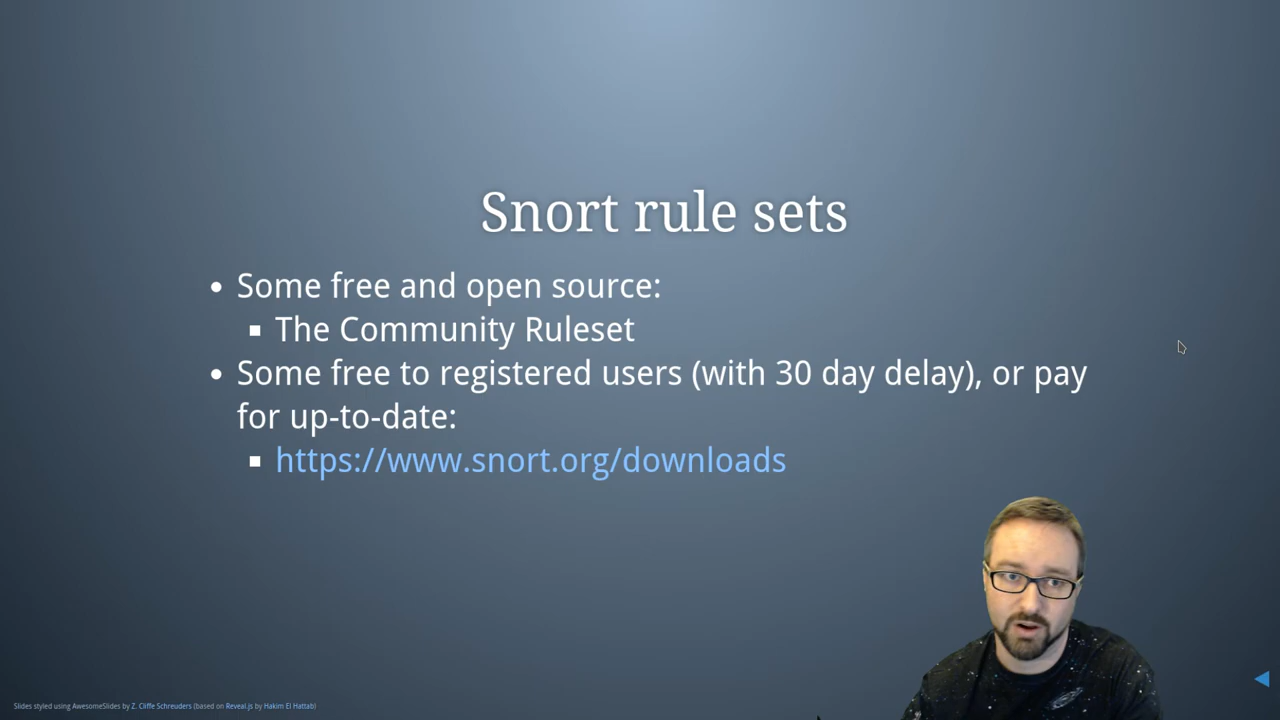 Snort rule sets
• Some free and open source:
▪ The Community Ruleset
• Some free to registered users (with 30 day delay), or pay
for up-to-date:
▪ https://www.snort.org/downloads
Slides styled using AwesomeSlides by Z. Cliffe Schreuders (based on Reveal.js by Hakim El Hattab)